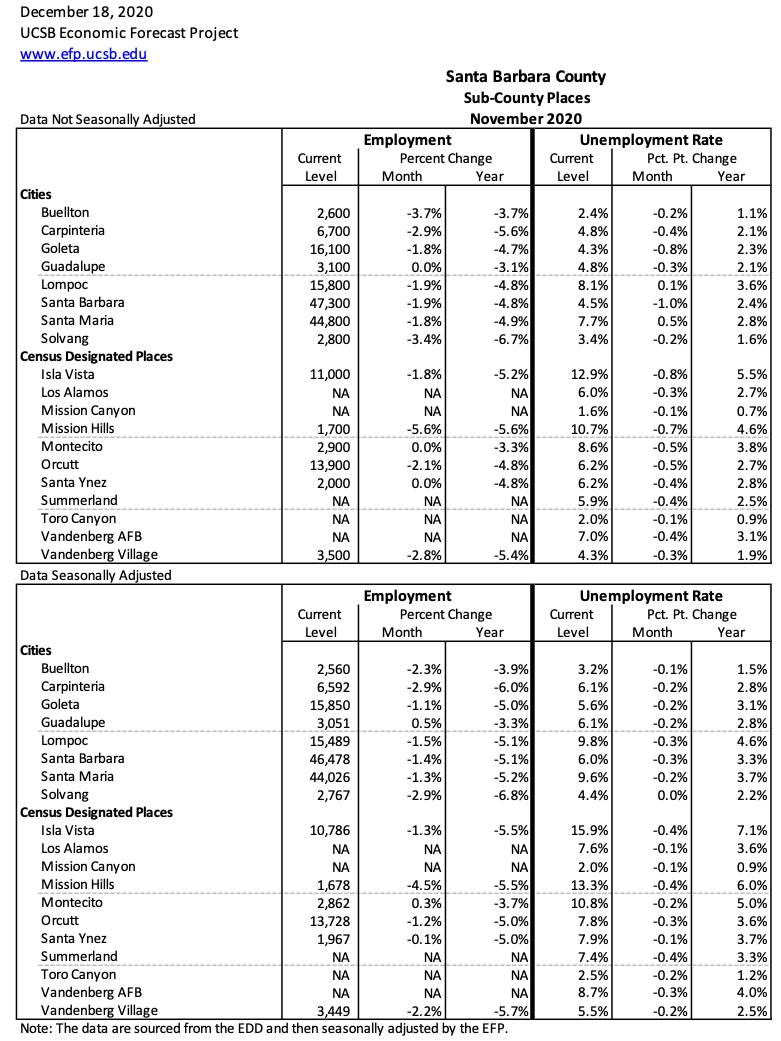 December 18, 2020
UCSB Economic Forecast Project
www.efp.ucsb.edu
Santa Barbara County
Sub-County Places
Data Not Seasonally Adjusted November 2020
Employment Unemployment Rate
Current Percent Change Current Pct. Pt. Change
Level Month Year Level Month Year
Cities
Buellton 2,600 -3.7% -3.7% 2.4% -0.2% 1.1%
Carpinteria 6,700 -2.9% -5.6% 4.8% -0.4% 2.1%
Goleta 16,100 -1.8% -4.7% 4.3% -0.8% 2.3%
Guadalupe 3,100 0.0% -3.1% 4.8% -0.3% 2.1%
Lompoc 15,800 -1.9% -4.8% 8.1% 0.1% 3.6%
Santa Barbara 47,300 -1.9% -4.8% 4.5% -1.0% 2.4%
Santa Maria 44,800 -1.8% -4.9% 7.7% 0.5% 2.8%
Solvang 2,800 -3.4% -6.7% 3.4% -0.2% 1.6%
Census Designated Places
Isla Vista 11,000 -1.8% -5.2% 12.9% -0.8% 5.5%
Los Alamos NA NA NA 6.0% -0.3% 2.7%
Mission Canyon NA NA NA 1.6% -0.1% 0.7%
Mission Hills 1,700 -5.6% -5.6% 10.7% -0.7% 4.6%
Montecito 2,900 0.0% -3.3% 8.6% -0.5% 3.8%
Orcutt 13,900 -2.1% -4.8% 6.2% -0.5% 2.7%
Santa Ynez 2,000 0.0% -4.8% 6.2% -0.4% 2.8%
Summerland NA NA NA 5.9% -0.4% 2.5%
Toro Canyon NA NA NA 2.0% -0.1% 0.9%
Vandenberg AFB NA NA NA 7.0% -0.4% 3.1%
Vandenberg Village 3,500 -2.8% -5.4% 4.3% -0.3% 1.9%
Data Seasonally Adjusted
Employment Unemployment Rate
Current Percent Change Current Pct. Pt. Change
Level Month Year Level Month Year
Cities
Buellton 2,560 -2.3% -3.9% 3.2% -0.1% 1.5%
Carpinteria 6,592 -2.9% -6.0% 6.1% -0.2% 2.8%
Goleta 15,850 -1.1% -5.0% 5.6% -0.2% 3.1%
Guadalupe 3,051 0.5% -3.3% 6.1% -0.2% 2.8%
Lompoc 15,489 -1.5% -5.1% 9.8% -0.3% 4.6%
Santa Barbara 46,478 -1.4% -5.1% 6.0% -0.3% 3.3%
Santa Maria 44,026 -1.3% -5.2% 9.6% -0.2% 3.7%
Solvang 2,767 -2.9% -6.8% 4.4% 0.0% 2.2%
Census Designated Places
Isla Vista 10,786 -1.3% -5.5% 15.9% -0.4% 7.1%
Los Alamos NA NA NA 7.6% -0.1% 3.6%
Mission Canyon NA NA NA 2.0% -0.1% 0.9%
Mission Hills 1,678 -4.5% -5.5% 13.3% -0.4% 6.0%
Montecito 2,862 0.3% -3.7% 10.8% -0.2% 5.0%
Orcutt 13,728 -1.2% -5.0% 7.8% -0.3% 3.6%
Santa Ynez 1,967 -0.1% -5.0% 7.9% -0.1% 3.7%
Summerland NA NA NA 7.4% -0.4% 3.3%
Toro Canyon NA NA NA 2.5% -0.2% 1.2%
Vandenberg AFB NA NA NA 8.7% -0.3% 4.0%
Vandenberg Village 3,449 -2.2% -5.7% 5.5% -0.2% 2.5%
Note: The data are sourced from the EDD and then seasonally adjusted by the EFP.